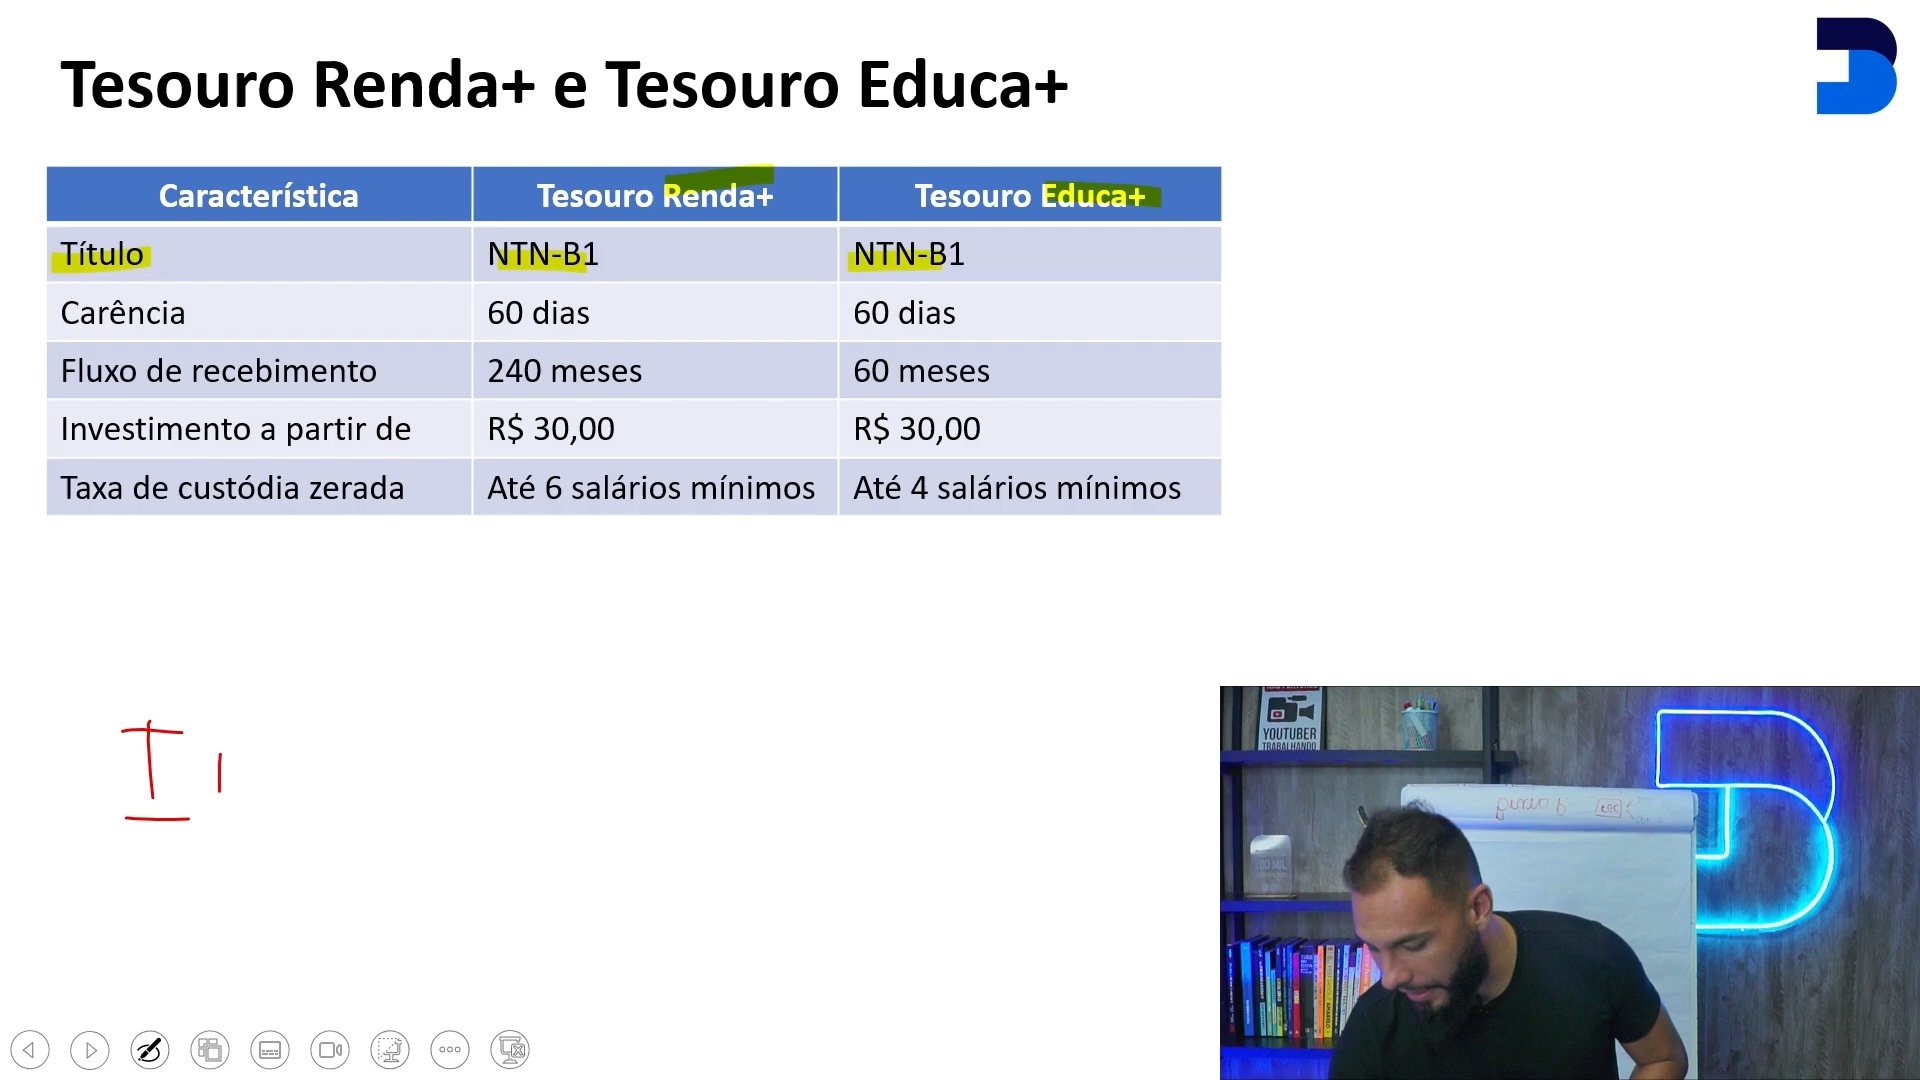 Tesouro Renda+ e Tesouro Educa+
Característica Tesouro Renda+ Tesouro Educa+
Título NTN-B1 NTN-B1
Carência 60 dias 60 dias
Fluxo de recebimento 240 meses 60 meses
Investimento a partir de R$ 30,00 R$ 30,00
Taxa de custódia zerada Até 6 salários mínimos Até 4 salários mínimos
I
YOUTUBER
TRABALHANDO